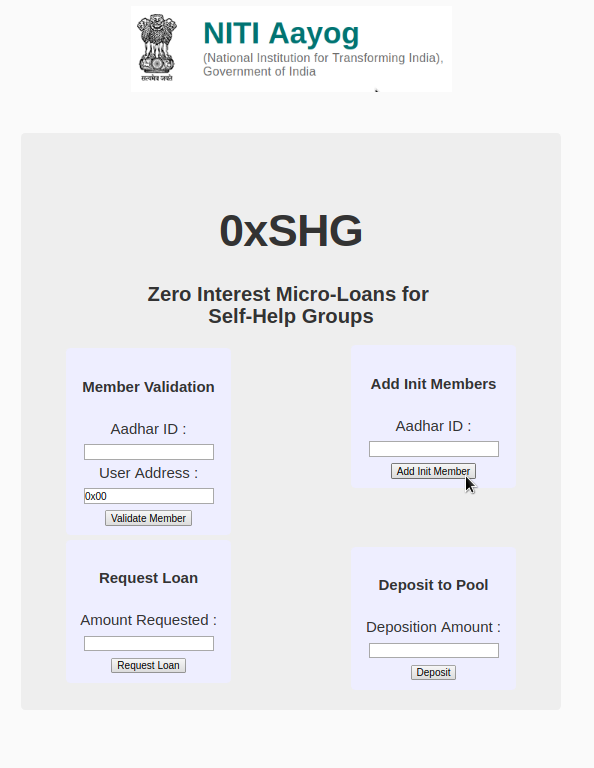 NITI Aayog
(National Institution for Transforming India),
Government of India
सत्यमेव जयते
0xSHG
Zero Interest Micro-Loans for
Self-Help Groups
Member Validation
Aadhar ID :
User Address :
0x00
Validate Member
Add Init Members
Aadhar ID :
Add Init Member
Request Loan
Amount Requested :
Request Loan
Deposit to Pool
Deposition Amount :
Deposit